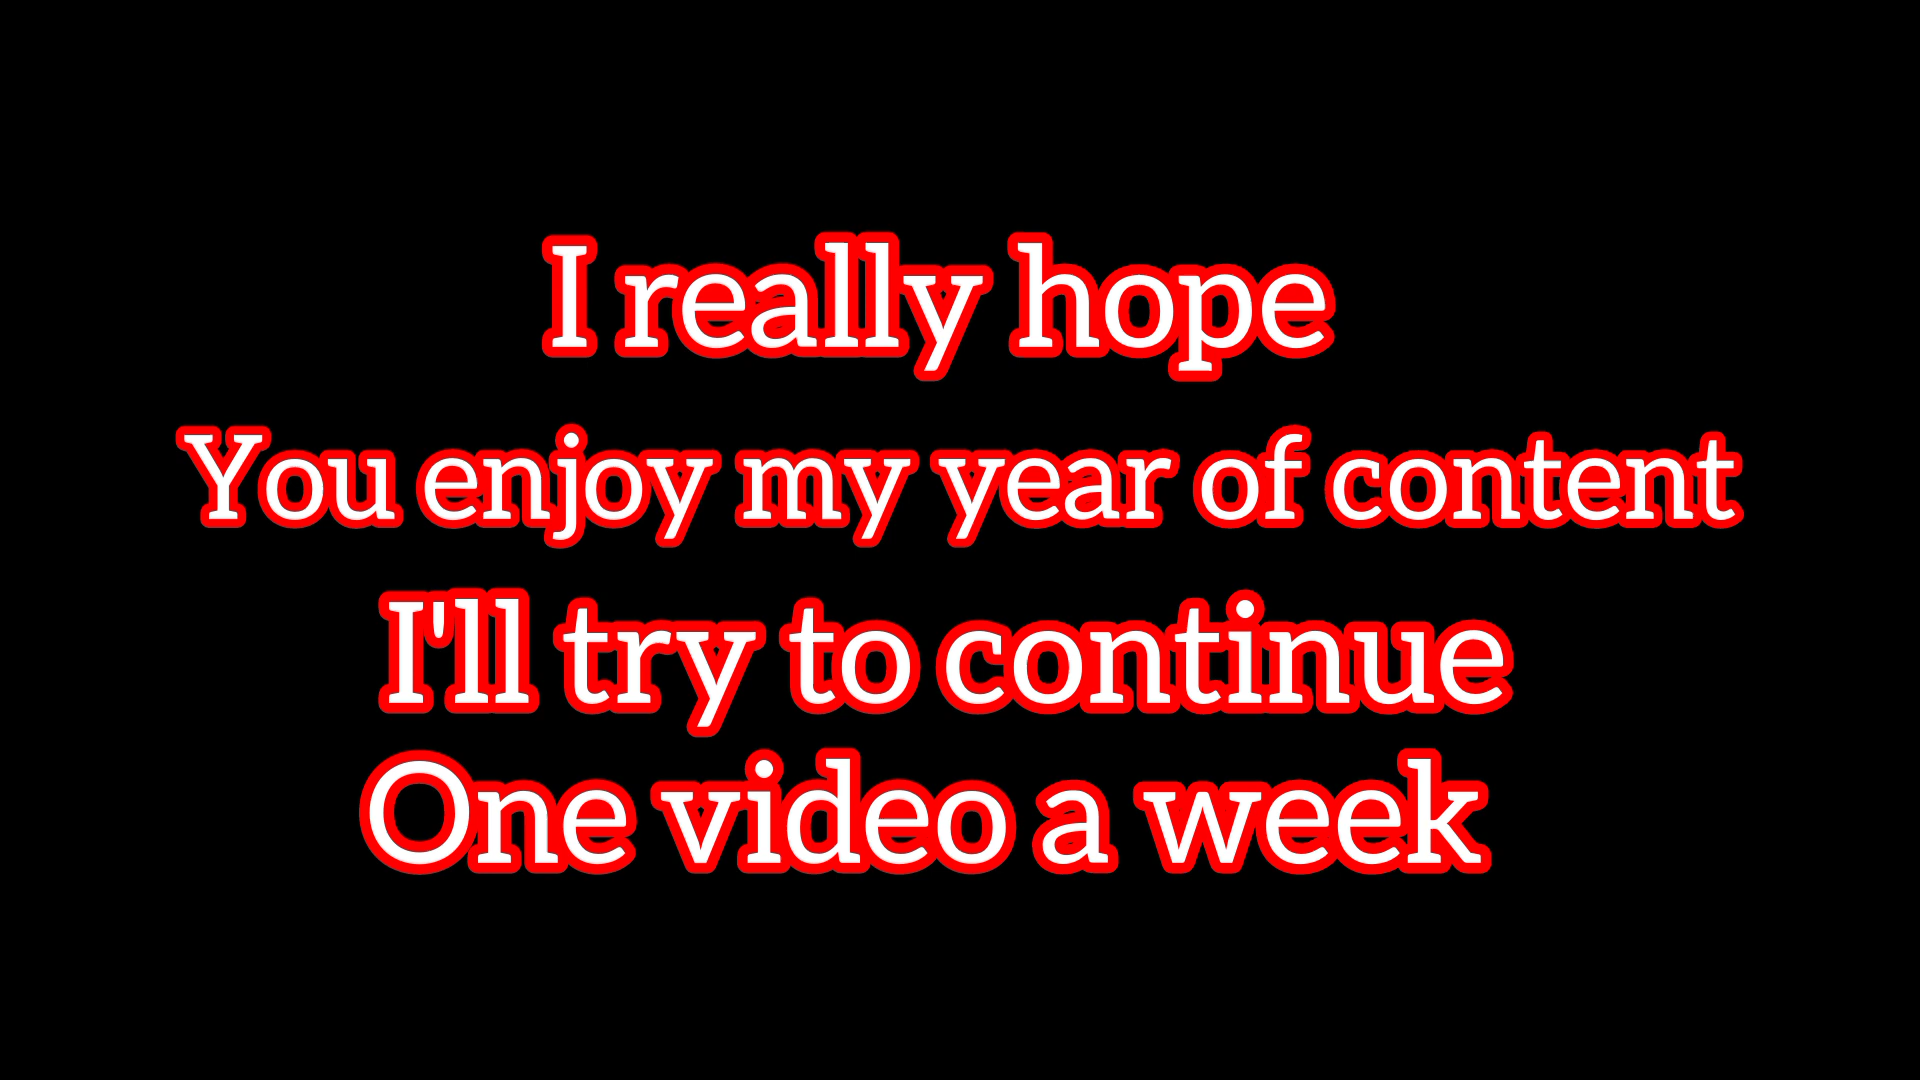 I really hope
You enjoy my year of content
I'll try to continue
One video a week